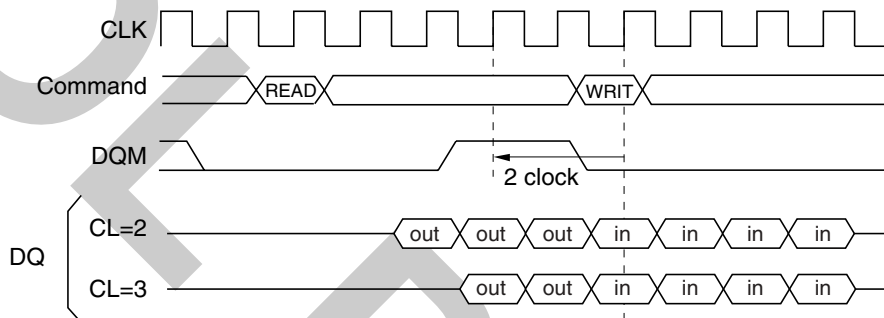 CLK
Command READ WRIT
DQM
2 clock
CL=2 out out out in in in in
DQ
CL=3 out out in in in in